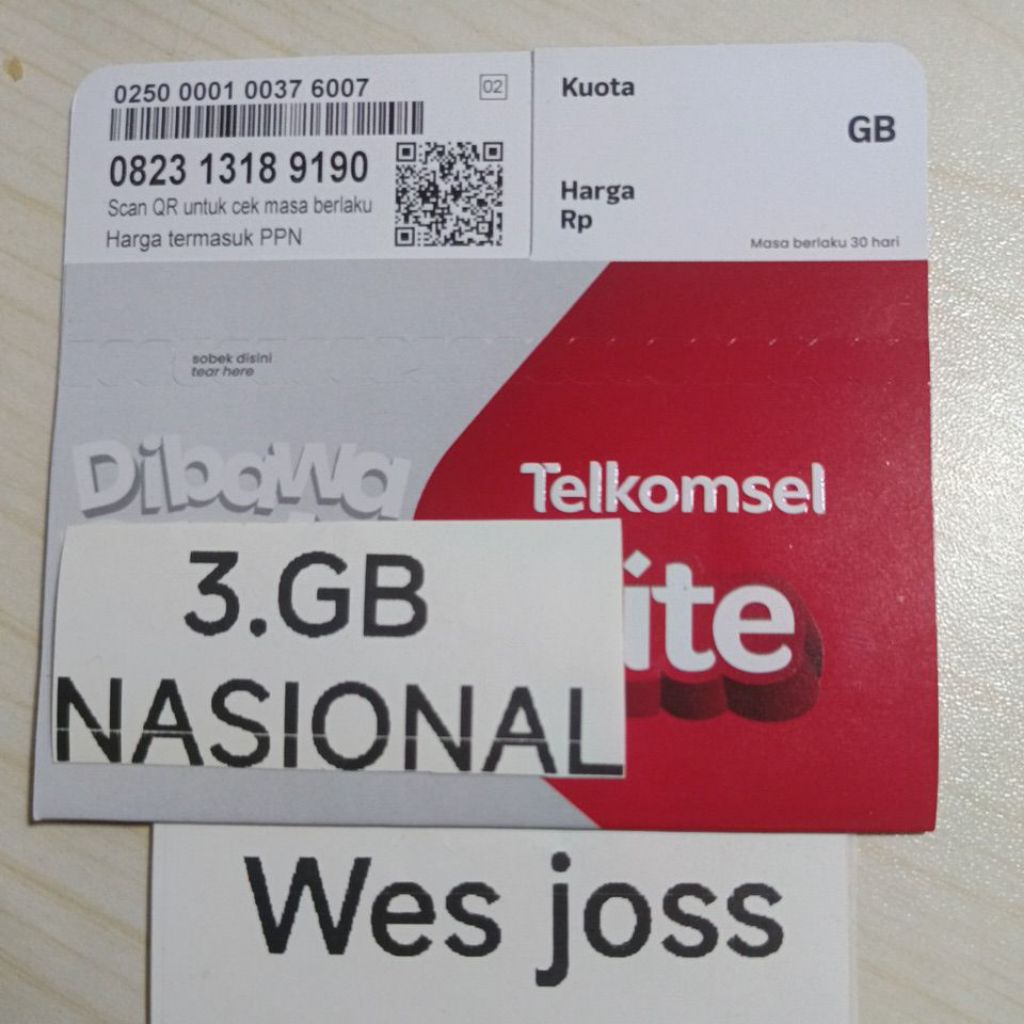 0250 0001 0037 6007
02
0823 1318 9190
Scan QR untuk cek masa berlaku
Harga termasuk PPN
Kuota
GB
Harga
Rp
Masa berlaku 30 hari
sobek disini
tear here
DibaWa
Telkomsel
ite
3.GB
NASIONAL
Wes joss